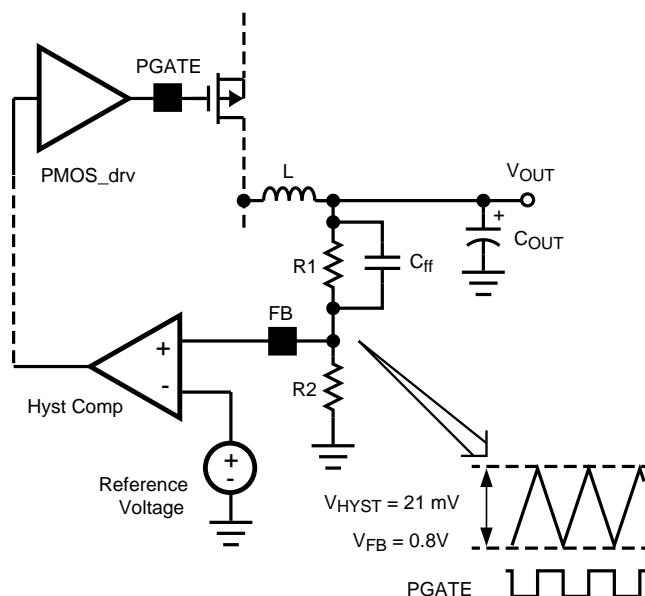 PGATE
PMOS_drv
L
VOUT
+
COUT
R1
Cff
FB
+
-
Hyst Comp
R2
+
-
Reference
Voltage
VHYST = 21 mV
VFB = 0.8V
PGATE